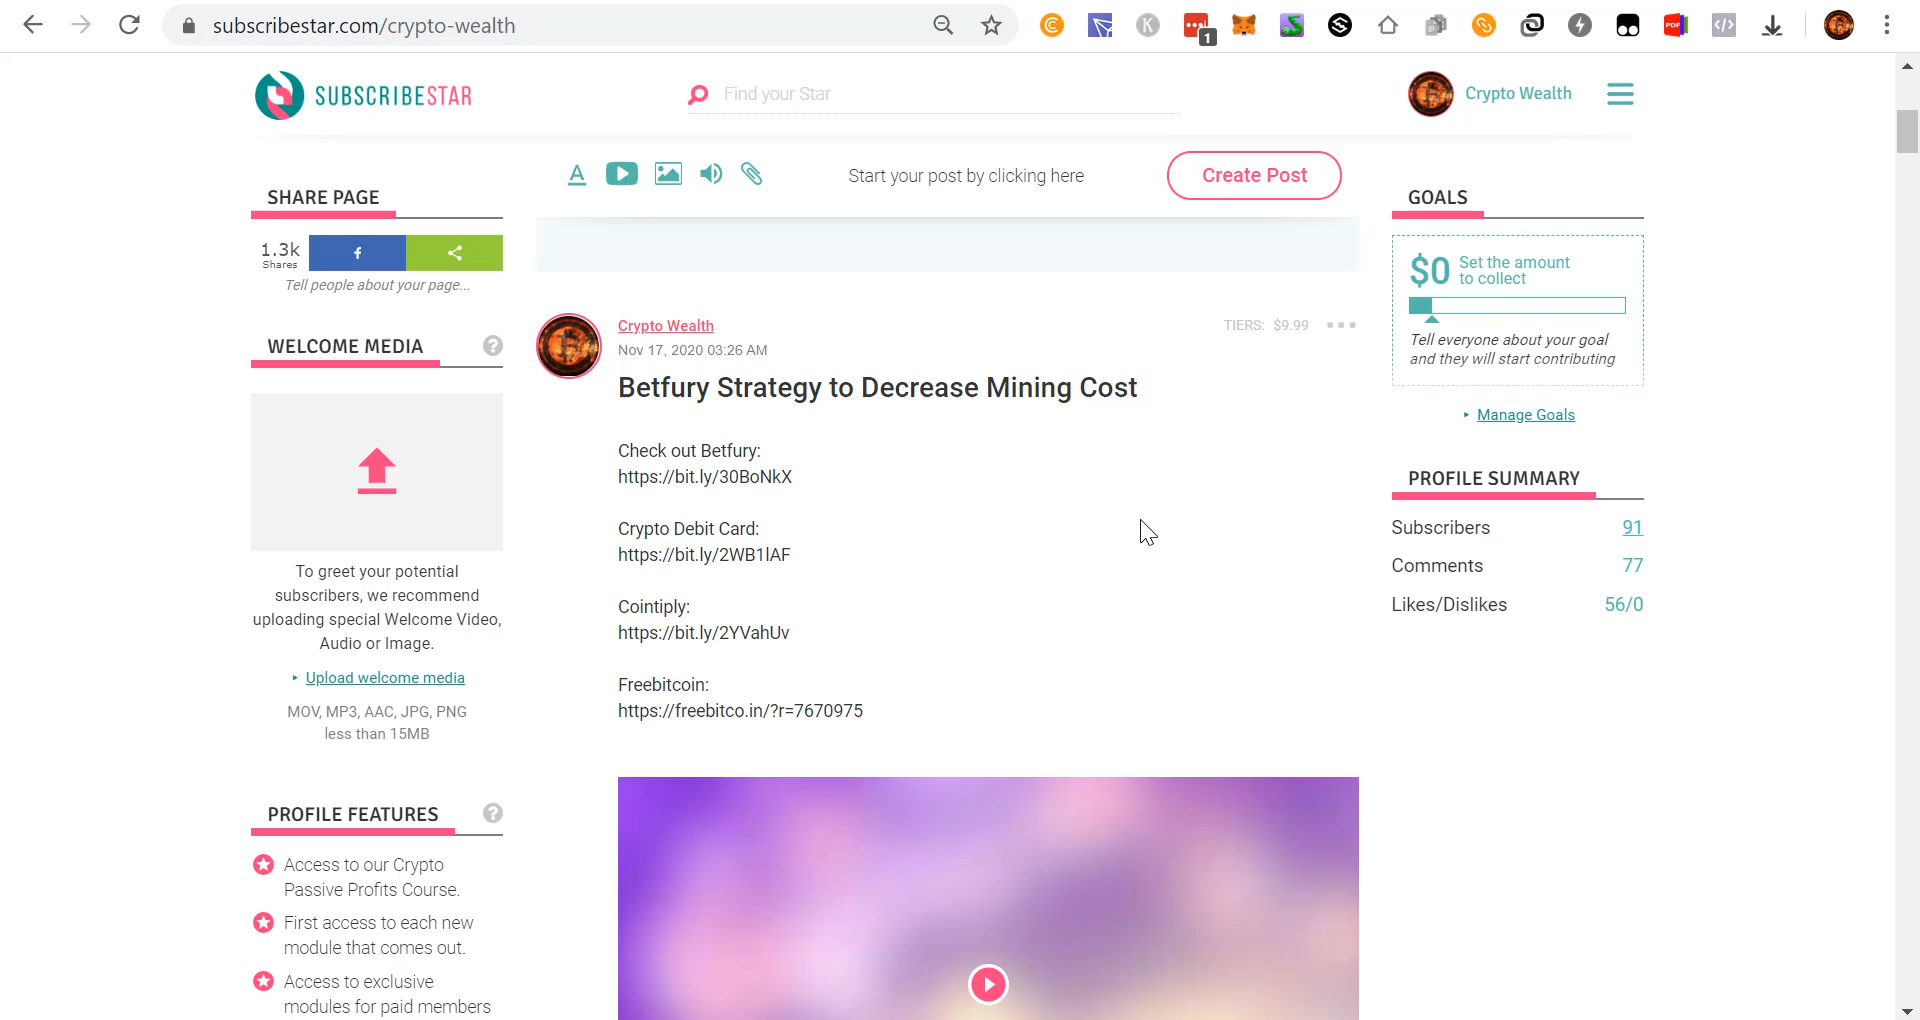 subscribestar.com/crypto-wealth
1
SUBSCRIBESTAR
Find your Star
Crypto Wealth
Start your post by clicking here
Create Post
SHARE PAGE
1.3k
Shares
Tell people about your page...
WELCOME MEDIA
?
To greet your potential
subscribers, we recommend
uploading special Welcome Video,
Audio or Image.
Upload welcome media
MOV, MP3, AAC, JPG, PNG
less than 15MB
PROFILE FEATURES
?
Access to our Crypto
Passive Profits Course.
First access to each new
module that comes out.
Access to exclusive
modules for paid members
Crypto Wealth
TIERS: $9.99
Nov 17, 2020 03:26 AM
Betfury Strategy to Decrease Mining Cost
Check out Betfury:
https://bit.ly/30BoNkX
Crypto Debit Card:
https://bit.ly/2WB1lAF
Cointiply:
https://bit.ly/2YVahUv
Freebitcoin:
https://freebitco.in/?r=7670975
GOALS
$0 Set the amount
to collect
Tell everyone about your goal
and they will start contributing
Manage Goals
PROFILE SUMMARY
Subscribers 91
Comments 77
Likes/Dislikes 56/0